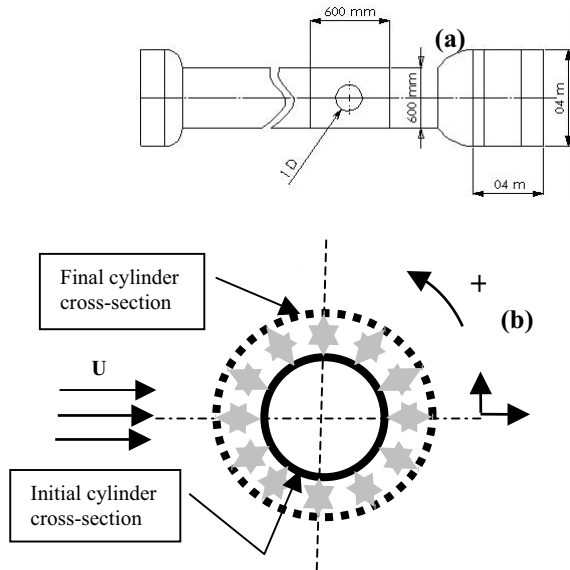 600 mm
(a)
600 mm
04 m
1 D
04 m
Final cylinder
cross-section
+
(b)
U
Initial cylinder
cross-section